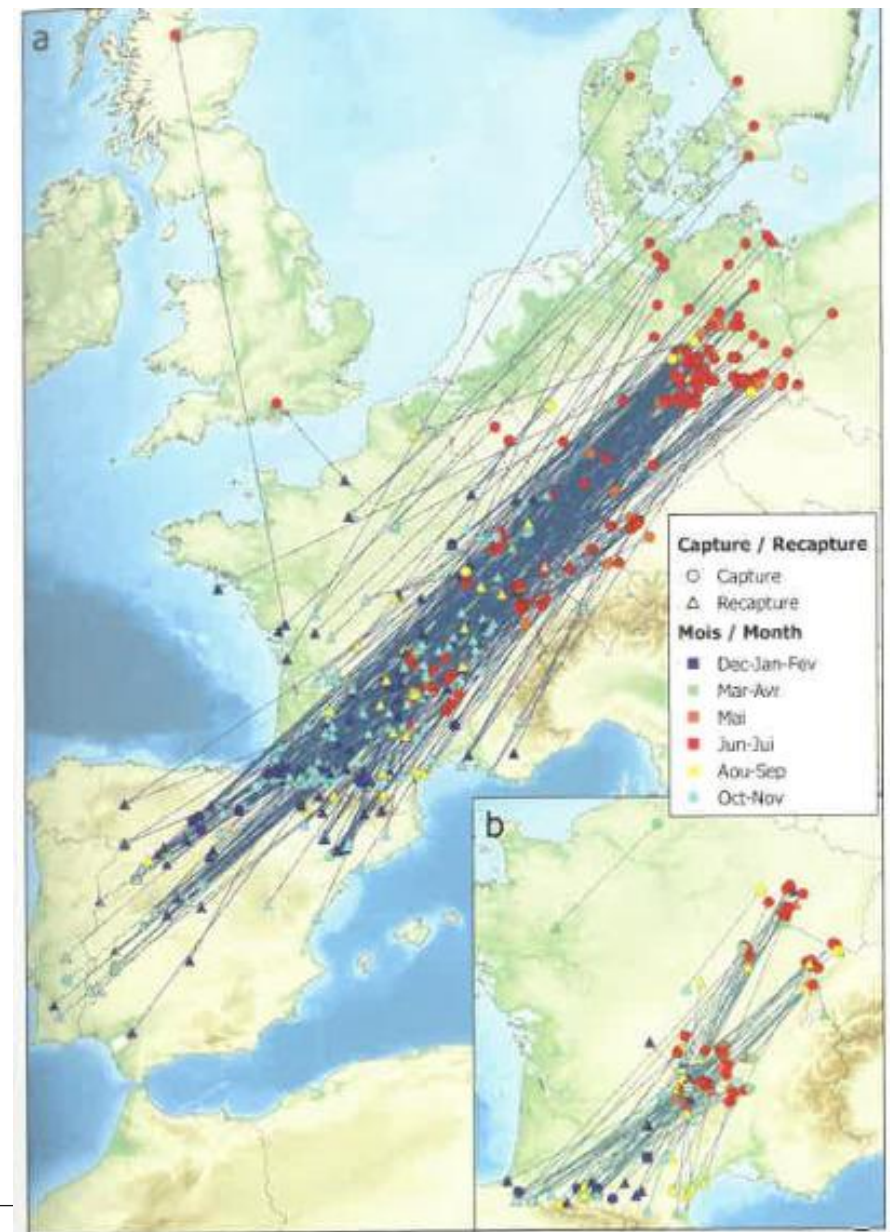 a
Capture / Recapture
Capture
Recapture
Mois / Month
Dec-Jan-Fev
Mar-Avr
Mai
Jun-Jui
Aou-Sep
Oct-Nov
b